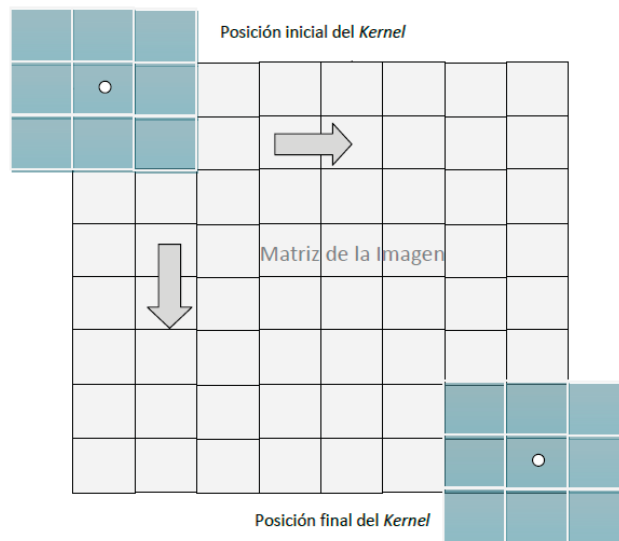 Posición inicial del Kernel
Matriz de la Imagen
Posición final del Kernel